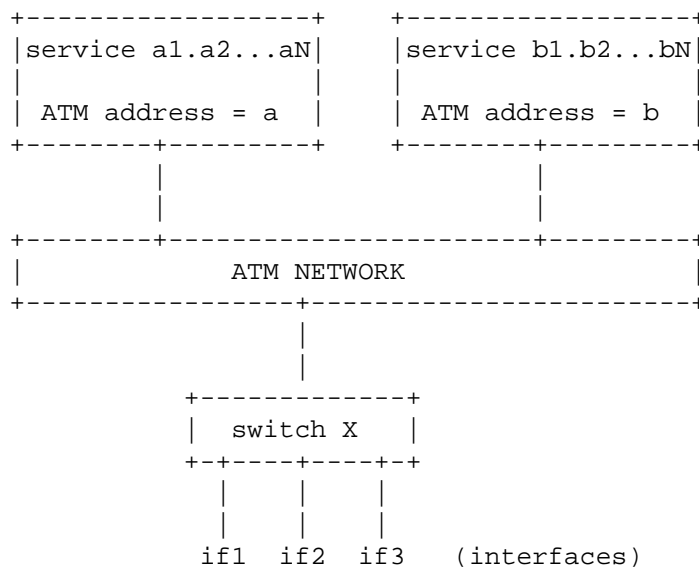 service a1.a2...aN service b1.b2...bN
ATM address = a ATM address = b
ATM NETWORK
switch X
if1 if2 if3 (interfaces)